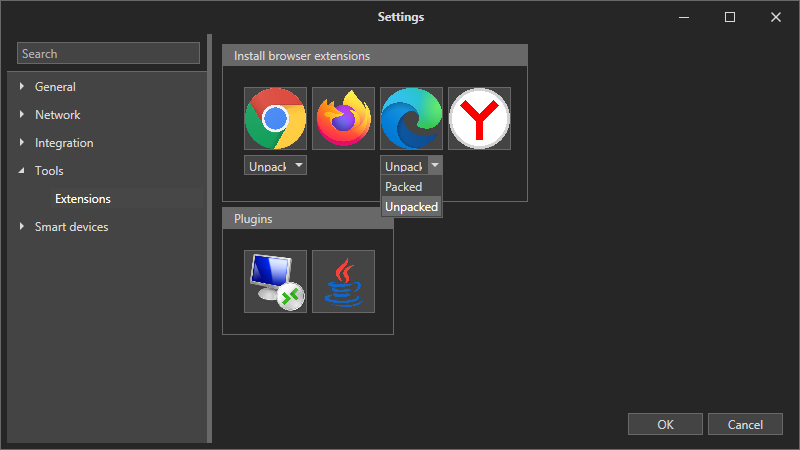 Settings
Search
General
Network
Integration
Tools
Extensions
Smart devices
Install browser extensions
Unpack
Unpack
Packed
Unpacked
Plugins
OK
Cancel